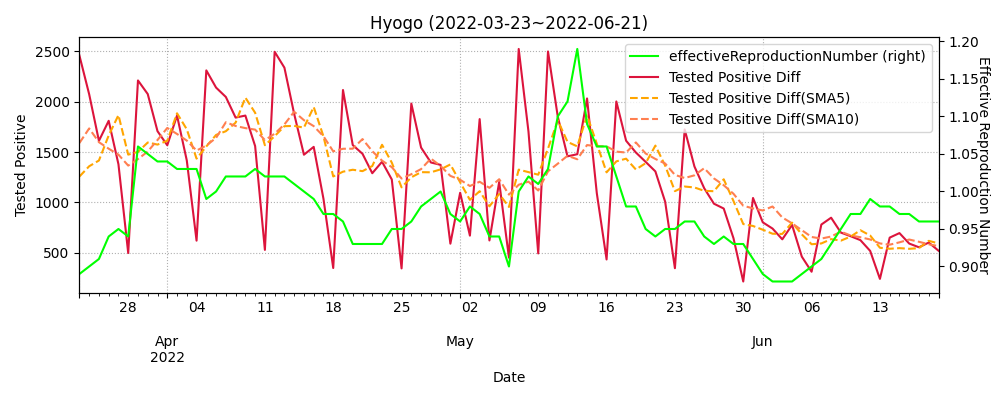 Hyogo (2022-03-23~2022-06-21)
effectiveReproductionNumber (right)
Tested Positive Diff
Tested Positive Diff(SMA5)
Tested Positive Diff(SMA10)
Tested Positive
2500
2000
1500
1000
500
1.20
1.15
1.10
1.05
1.00
0.95
0.90
Effective Reproduction Number
28 04 11 18 25 02 09 16 23 30 06 13
Apr May Jun
2022
Date